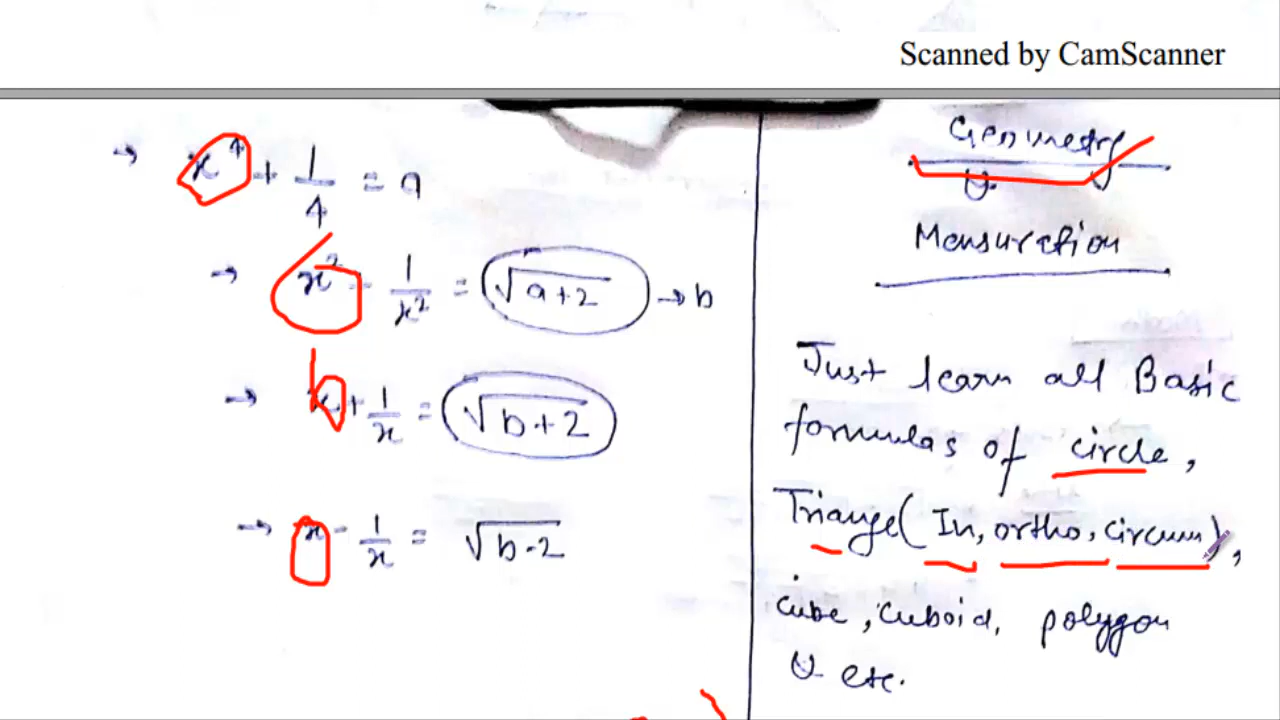 Scanned by CamScanner
→ x⁴ + 1/4 = a
→ x² - 1/x² = √a+2 → b
→ x + 1/x = √b+2
→ x - 1/x = √b-2
Geometry
&
Mensuration
Just learn all Basic
formulas of circle,
Triange (In, ortho, circum),
cube, cuboid, polygon
& etc.